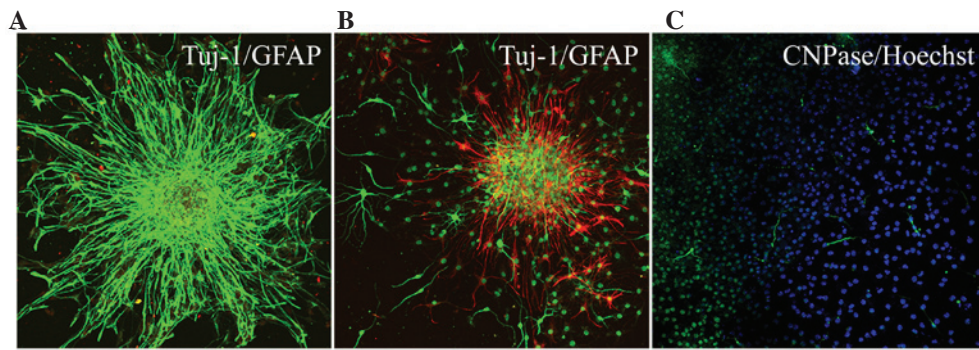 A
B
C
Tuj-1/GFAP
Tuj-1/GFAP
CNPase/Hoechst